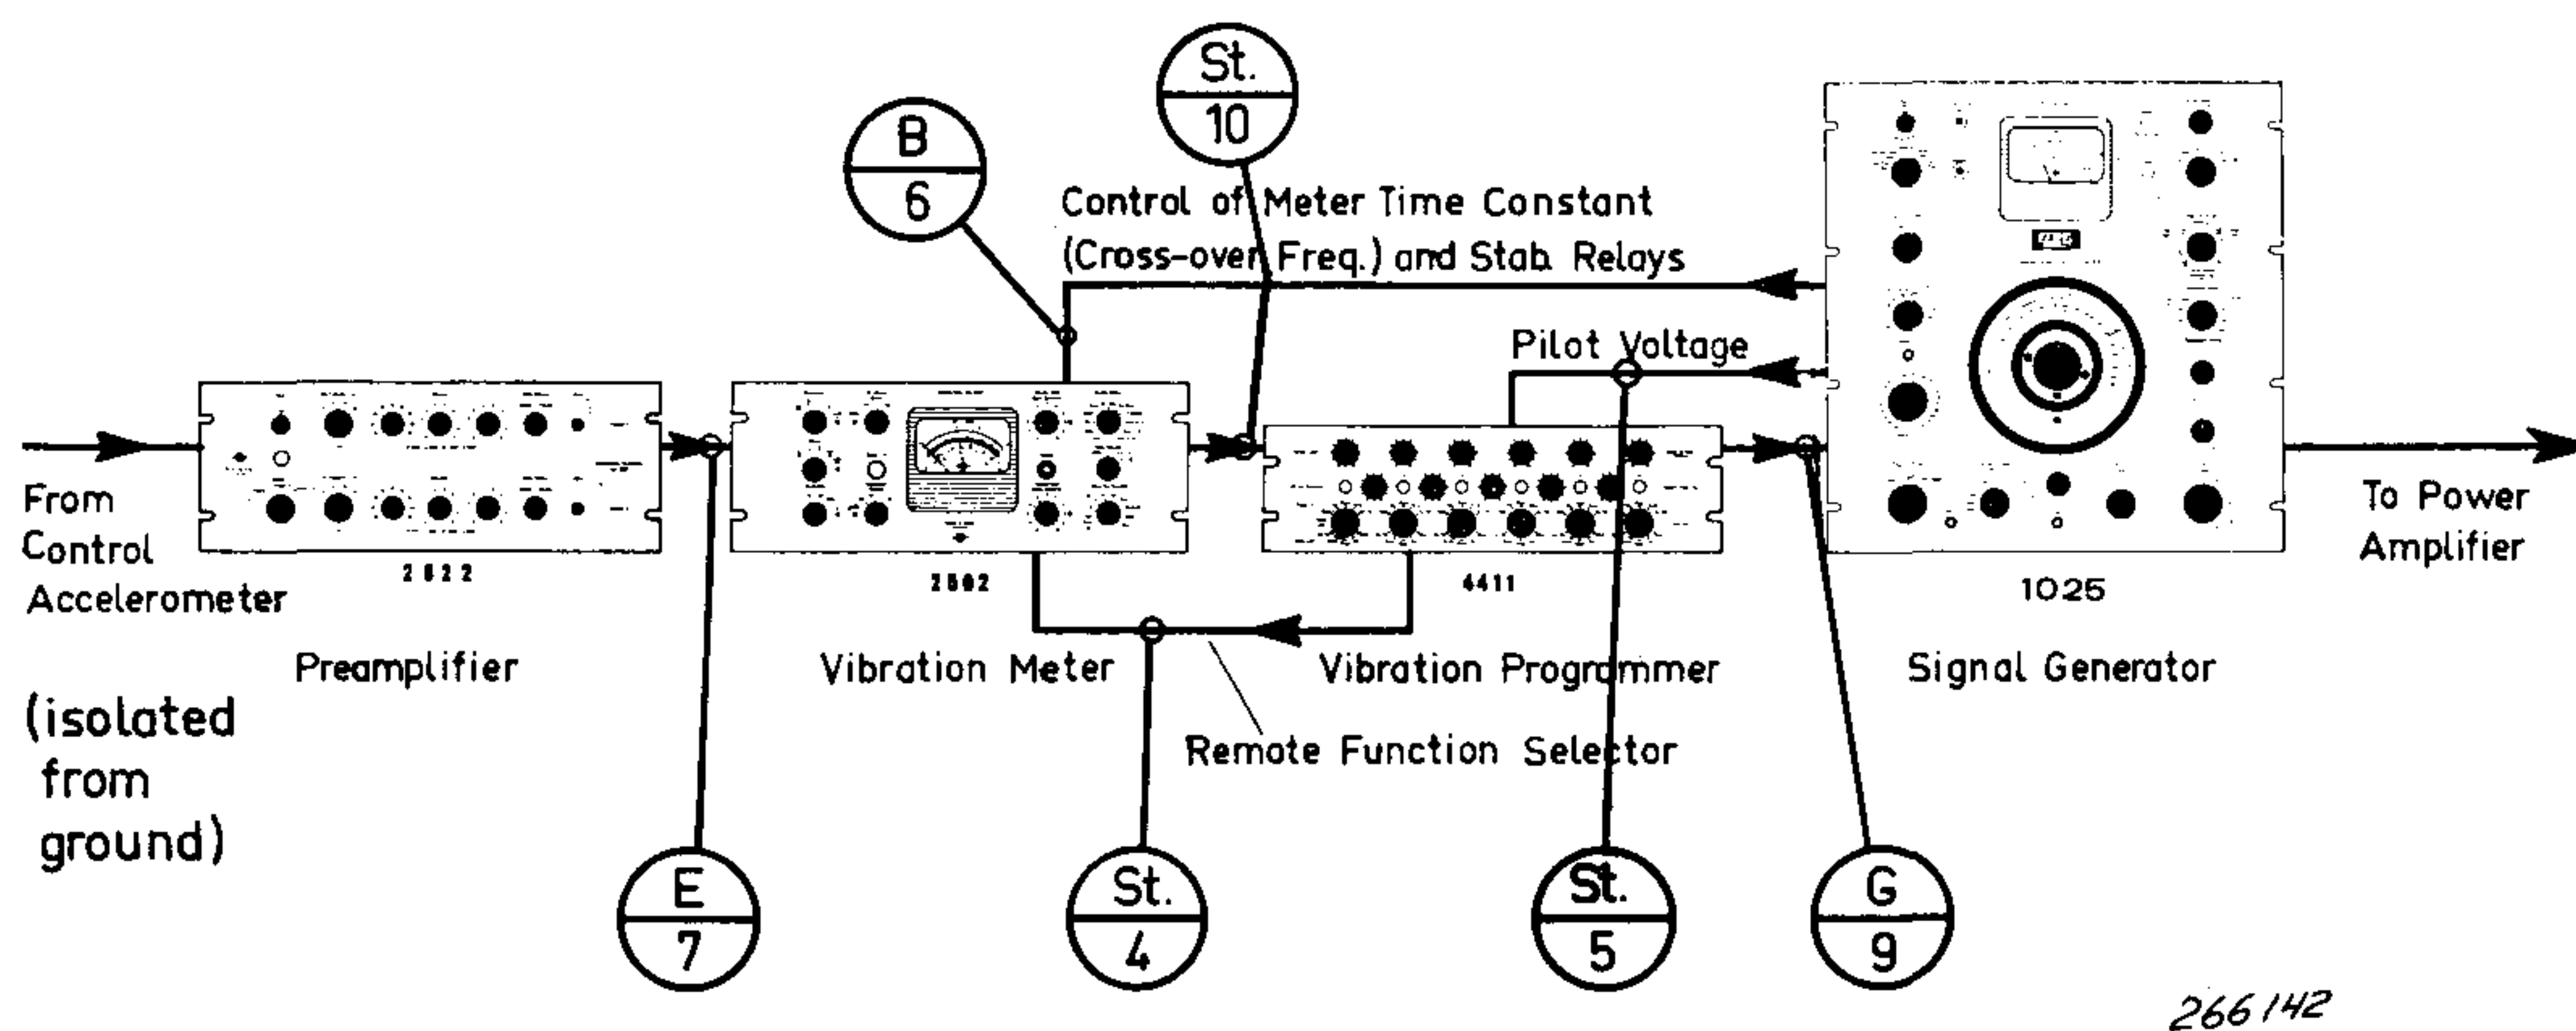 St.
10
B
6
Control of Meter Time Constant
(Cross-over Freq.) and Stab. Relays
Pilot Voltage
From
Control
Accelerometer
(isolated
from
ground)
2622
Preamplifier
2502
Vibration Meter
4411
Vibration Programmer
1025
Signal Generator
To Power
Amplifier
Remote Function Selector
E
7
St.
4
St.
5
G
9
266142